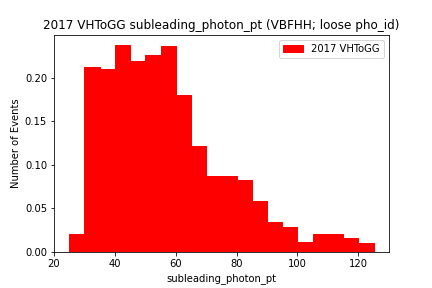 2017 VHToGG subleading_photon_pt (VBFHH; loose pho_id)
2017 VHToGG
Number of Events
0.20
0.15
0.10
0.05
0.00
20 40 60 80 100 120
subleading_photon_pt